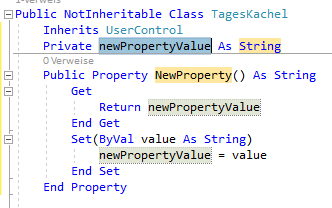 1-Verweis
Public NotInheritable Class TagesKachel
Inherits UserControl
Private newPropertyValue As String
0 Verweise
Public Property NewProperty() As String
Get
Return newPropertyValue
End Get
Set(ByVal value As String)
newPropertyValue = value
End Set
End Property